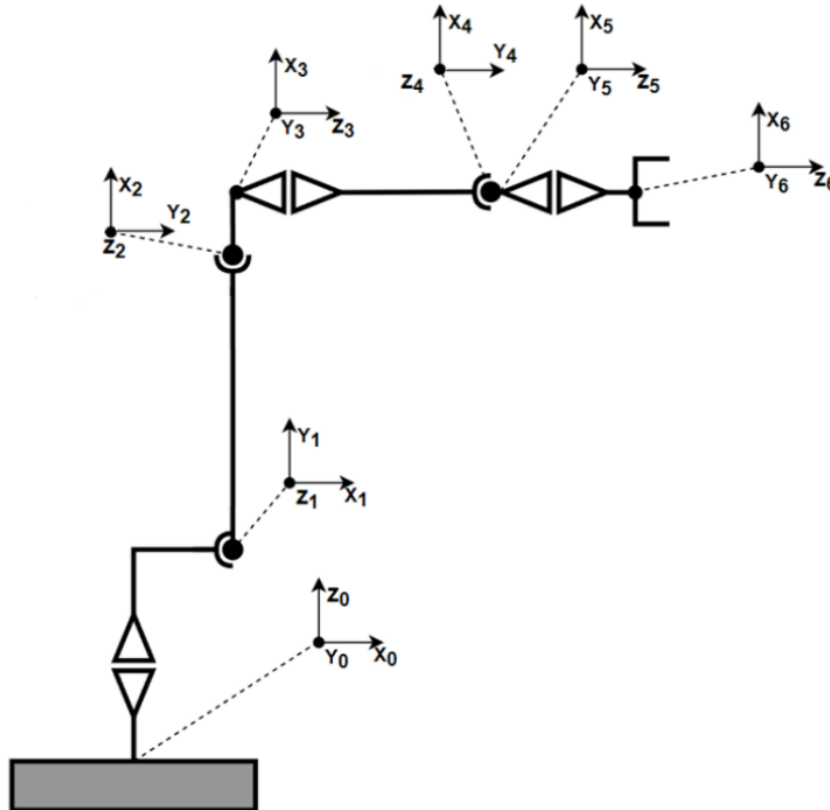 X₄ X₅
Y₄
Z₄ Y₅ Z₅
X₃
Y₃ Z₃
X₆
Y₆ Z₆
X₂
Y₂
Z₂
Y₁
Z₁ X₁
Z₀
Y₀ X₀